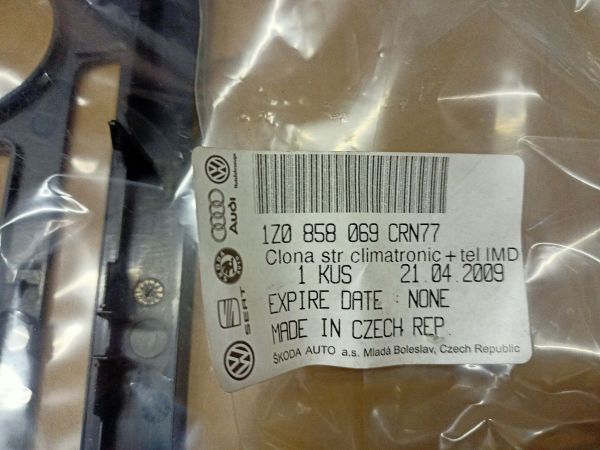 1Z0 858 069 CRN77
Clona str climatronic+tel IMD
1 KUS 21.04.2009
EXPIRE DATE : NONE
MADE IN CZECH REP.
ŠKODA AUTO a.s. Mladá Boleslav, Czech Republic
Audi
SEAT